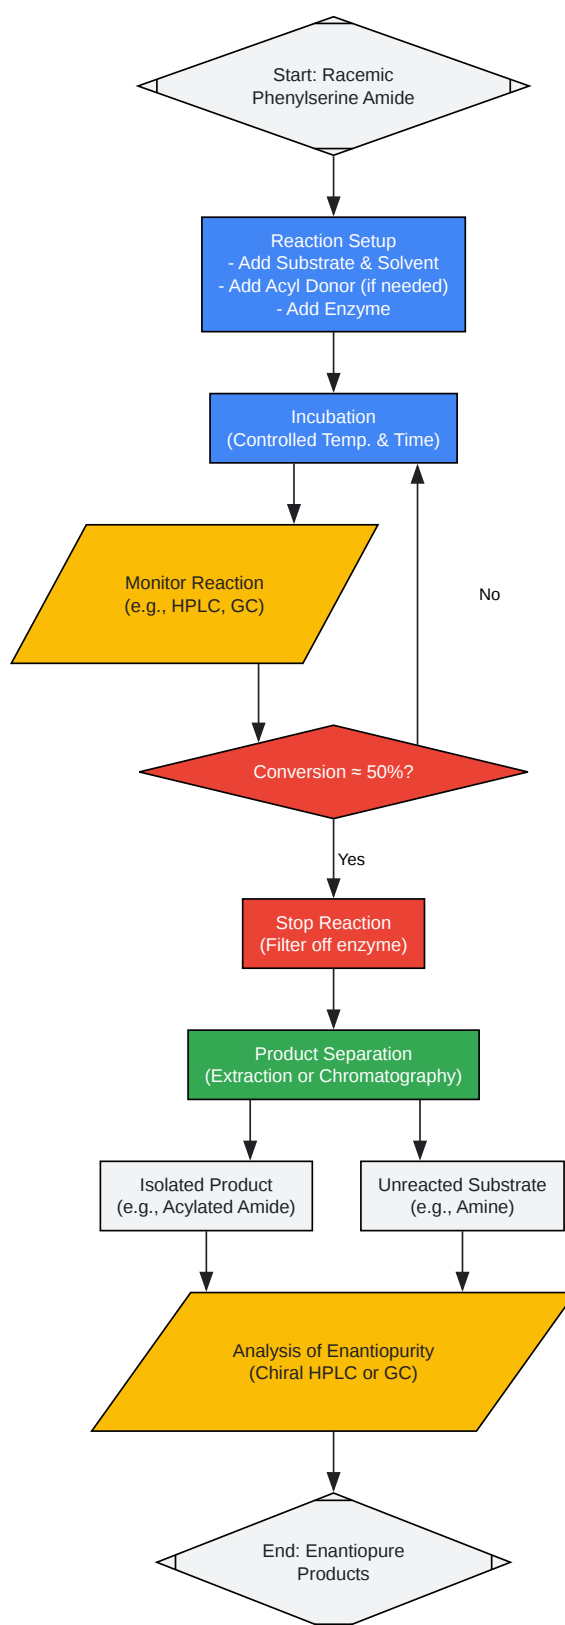 Start: Racemic
Phenylserine Amide
Reaction Setup
- Add Substrate & Solvent
- Add Acyl Donor (if needed)
- Add Enzyme
Incubation
(Controlled Temp. & Time)
Monitor Reaction
(e.g., HPLC, GC)
No
Conversion ≈ 50%?
Yes
Stop Reaction
(Filter off enzyme)
Product Separation
(Extraction or Chromatography)
Isolated Product
(e.g., Acylated Amide)
Unreacted Substrate
(e.g., Amine)
Analysis of Enantiopurity
(Chiral HPLC or GC)
End: Enantiopure
Products